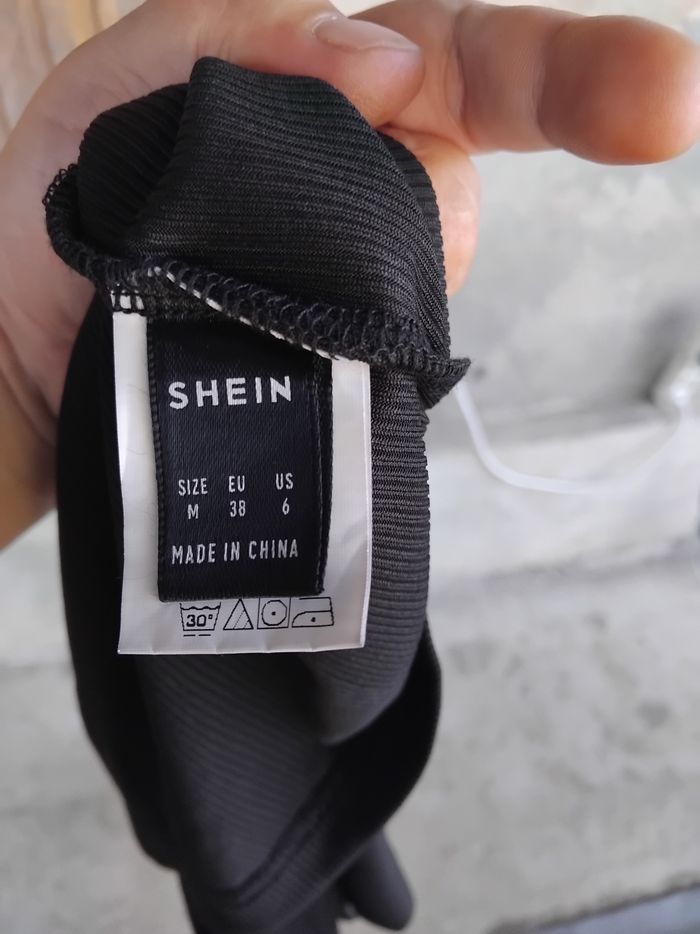 SHEIN
SIZE EU US
M 38 6
MADE IN CHINA
30°